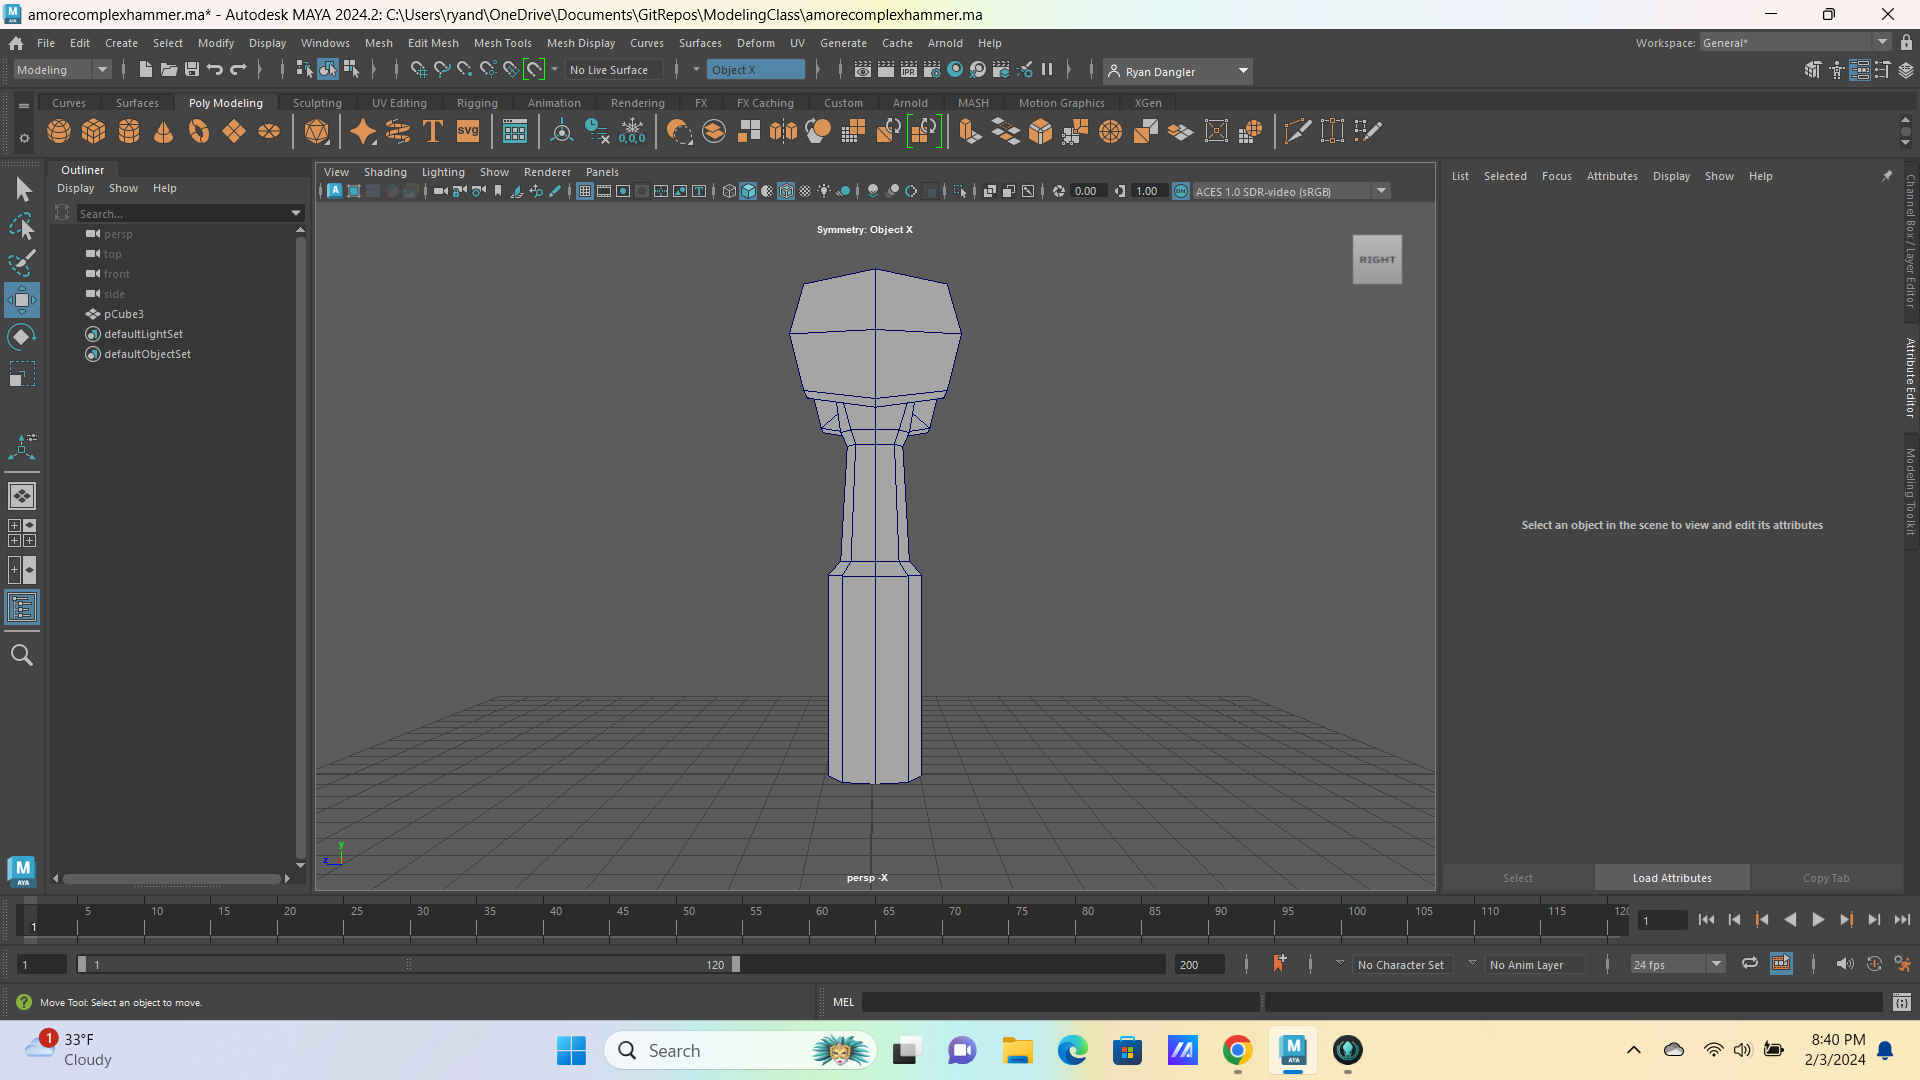 amorecomplexhammer.ma* - Autodesk MAYA 2024.2: C:\Users\ryand\OneDrive\Documents\GitRepos\ModelingClass\amorecomplexhammer.ma
File Edit Create Select Modify Display Windows Mesh Edit Mesh Mesh Tools Mesh Display Curves Surfaces Deform UV Generate Cache Arnold Help
Workspace: General*
Modeling No Live Surface Object X Ryan Dangler
Curves Surfaces Poly Modeling Sculpting UV Editing Rigging Animation Rendering FX FX Caching Custom Arnold MASH Motion Graphics XGen
T svg 0,0,0
Outliner
Display Show Help
Search...
persp
top
front
side
pCube3
defaultLightSet
defaultObjectSet
View Shading Lighting Show Renderer Panels
0.00 1.00 ON ACES 1.0 SDR-video (sRGB)
Symmetry: Object X
RIGHT
y
z
persp -X
List Selected Focus Attributes Display Show Help
Select an object in the scene to view and edit its attributes
Select Load Attributes Copy Tab
Channel Box / Layer Editor
Attribute Editor
Modeling Toolkit
M
AYA
5 10 15 20 25 30 35 40 45 50 55 60 65 70 75 80 85 90 95 100 105 110 115 120
1 1
1 1 120 200 No Character Set No Anim Layer 24 fps
Move Tool: Select an object to move.
MEL
1 33°F
Cloudy
Search
8:40 PM
2/3/2024